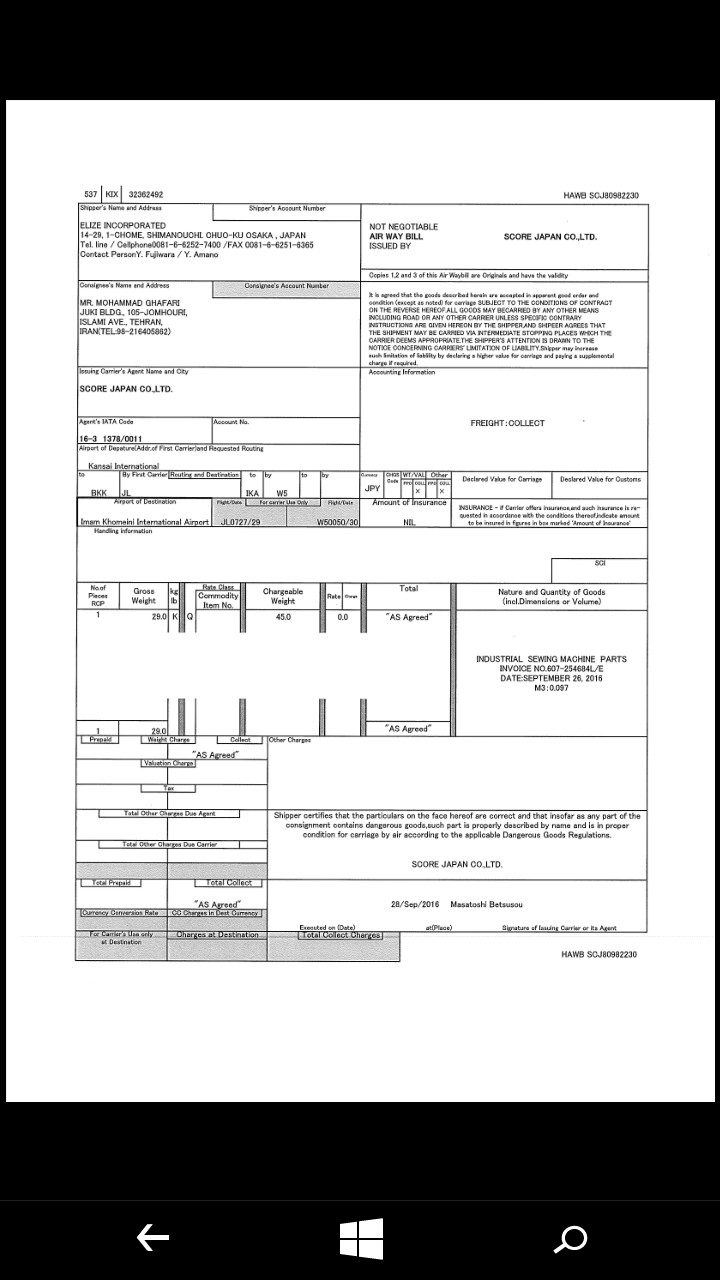 537 KIX 32362492 HAWB SCJ80982230
Shipper's Name and Address Shipper's Account Number
ELIZE INCORPORATED
14-29, 1-CHOME, SHIMANOUCHI. OHUO-KU OSAKA , JAPAN
Tel. line / Cellphone0081-6-6252-7400 /FAX 0081-6-6251-6365
Contact PersonY. Fujiwara / Y. Amano
NOT NEGOTIABLE
AIR WAY BILL SCORE JAPAN CO.,LTD.
ISSUED BY
Copies 1,2 and 3 of this Air Waybill are Originals and have the validity
Consignee's Name and Address Consignee's Account Number
MR. MOHAMMAD GHAFARI
JUKI BLDG., 105-JOMHOURI,
ISLAMI AVE., TEHRAN,
IRAN(TEL:98-216405862)
It is agreed that the goods described herein are accepted in apparent good order and
condition (except as noted) for carriage SUBJECT TO THE CONDITIONS OF CONTRACT
ON THE REVERSE HEREOF.ALL GOODS MAY BECARRIED BY ANY OTHER MEANS
INCLUDING ROAD OR ANY OTHER CARRIER UNLESS SPECIFIC CONTRARY
INSTRUCTIONS ARE GIVEN HEREON BY THE SHIPPER,AND SHIPEER AGREES THAT
THE SHIPMENT MAY BE CARRIED VIA INTERMEDIATE STOPPING PLACES WHICH THE
CARRIER DEEMS APPROPRIATE.THE SHIPPER'S ATTENTION IS DRAWN TO THE
NOTICE CONCERNING CARRIERS' LIMITATION OF LIABILITY.Shipper may increase
such limitation of liability by declaring a higher value for carriage and paying a supplemental
charge if required.
Issuing Carrier's Agent Name and City
SCORE JAPAN CO.,LTD.
Accounting Information
FREIGHT:COLLECT
Agent's IATA Code Account No.
16-3 1378/0011
Airport of Depature(Addr.of First Carrier)and Requested Routing
Kansai International
to By First Carrier Routing and Destination to by to by
BKK JL IKA W5
Currency CHGS Code WT/VAL Other
PPD COLL PPD COLL
JPY X X
Declared Value for Carriage Declared Value for Customs
Airport of Destination Flight/Date For carrier Use Only Flight/Date
Imam Khomeini International Airport JL0727/29 W50050/30
Amount of Insurance
NIL
INSURANCE - If Carrier offers insurance,and such insurance is re-
quested in accordance with the conditions thereof,indicate amount
to be insured in figures in box marked 'Amount of Insurance'
Handling Information
SCI
No.of Pieces RCP Gross Weight kg lb Rate Class Commodity Item No. Chargeable Weight Rate Total Nature and Quantity of Goods (incl.Dimensions or Volume)
1 29.0 K Q 45.0 0.0 "AS Agreed"
INDUSTRIAL SEWING MACHINE PARTS
INVOICE NO.607-254684L/E
DATE:SEPTEMBER 26, 2016
M3:0.097
1 29.0 "AS Agreed"
Prepaid Weight Charge Collect Other Charges
"AS Agreed"
Valuation Charge
Tax
Total Other Charges Due Agent
Shipper certifies that the particulars on the face hereof are correct and that insofar as any part of the
consignment contains dangerous goods,such part is properly described by name and is in proper
condition for carriage by air according to the applicable Dangerous Goods Regulations.
Total Other Charges Due Carrier
SCORE JAPAN CO.,LTD.
Total Prepaid Total Collect
"AS Agreed"
28/Sep/2016 Masatoshi Betsusou
Currency Conversion Rate CC Charges in Dest Currency
Executed on (Date) at(Place) Signature of Issuing Carrier or its Agent
For Carrier's Use only at Destination Charges at Destination Total Collect Charges
HAWB SCJ80982230